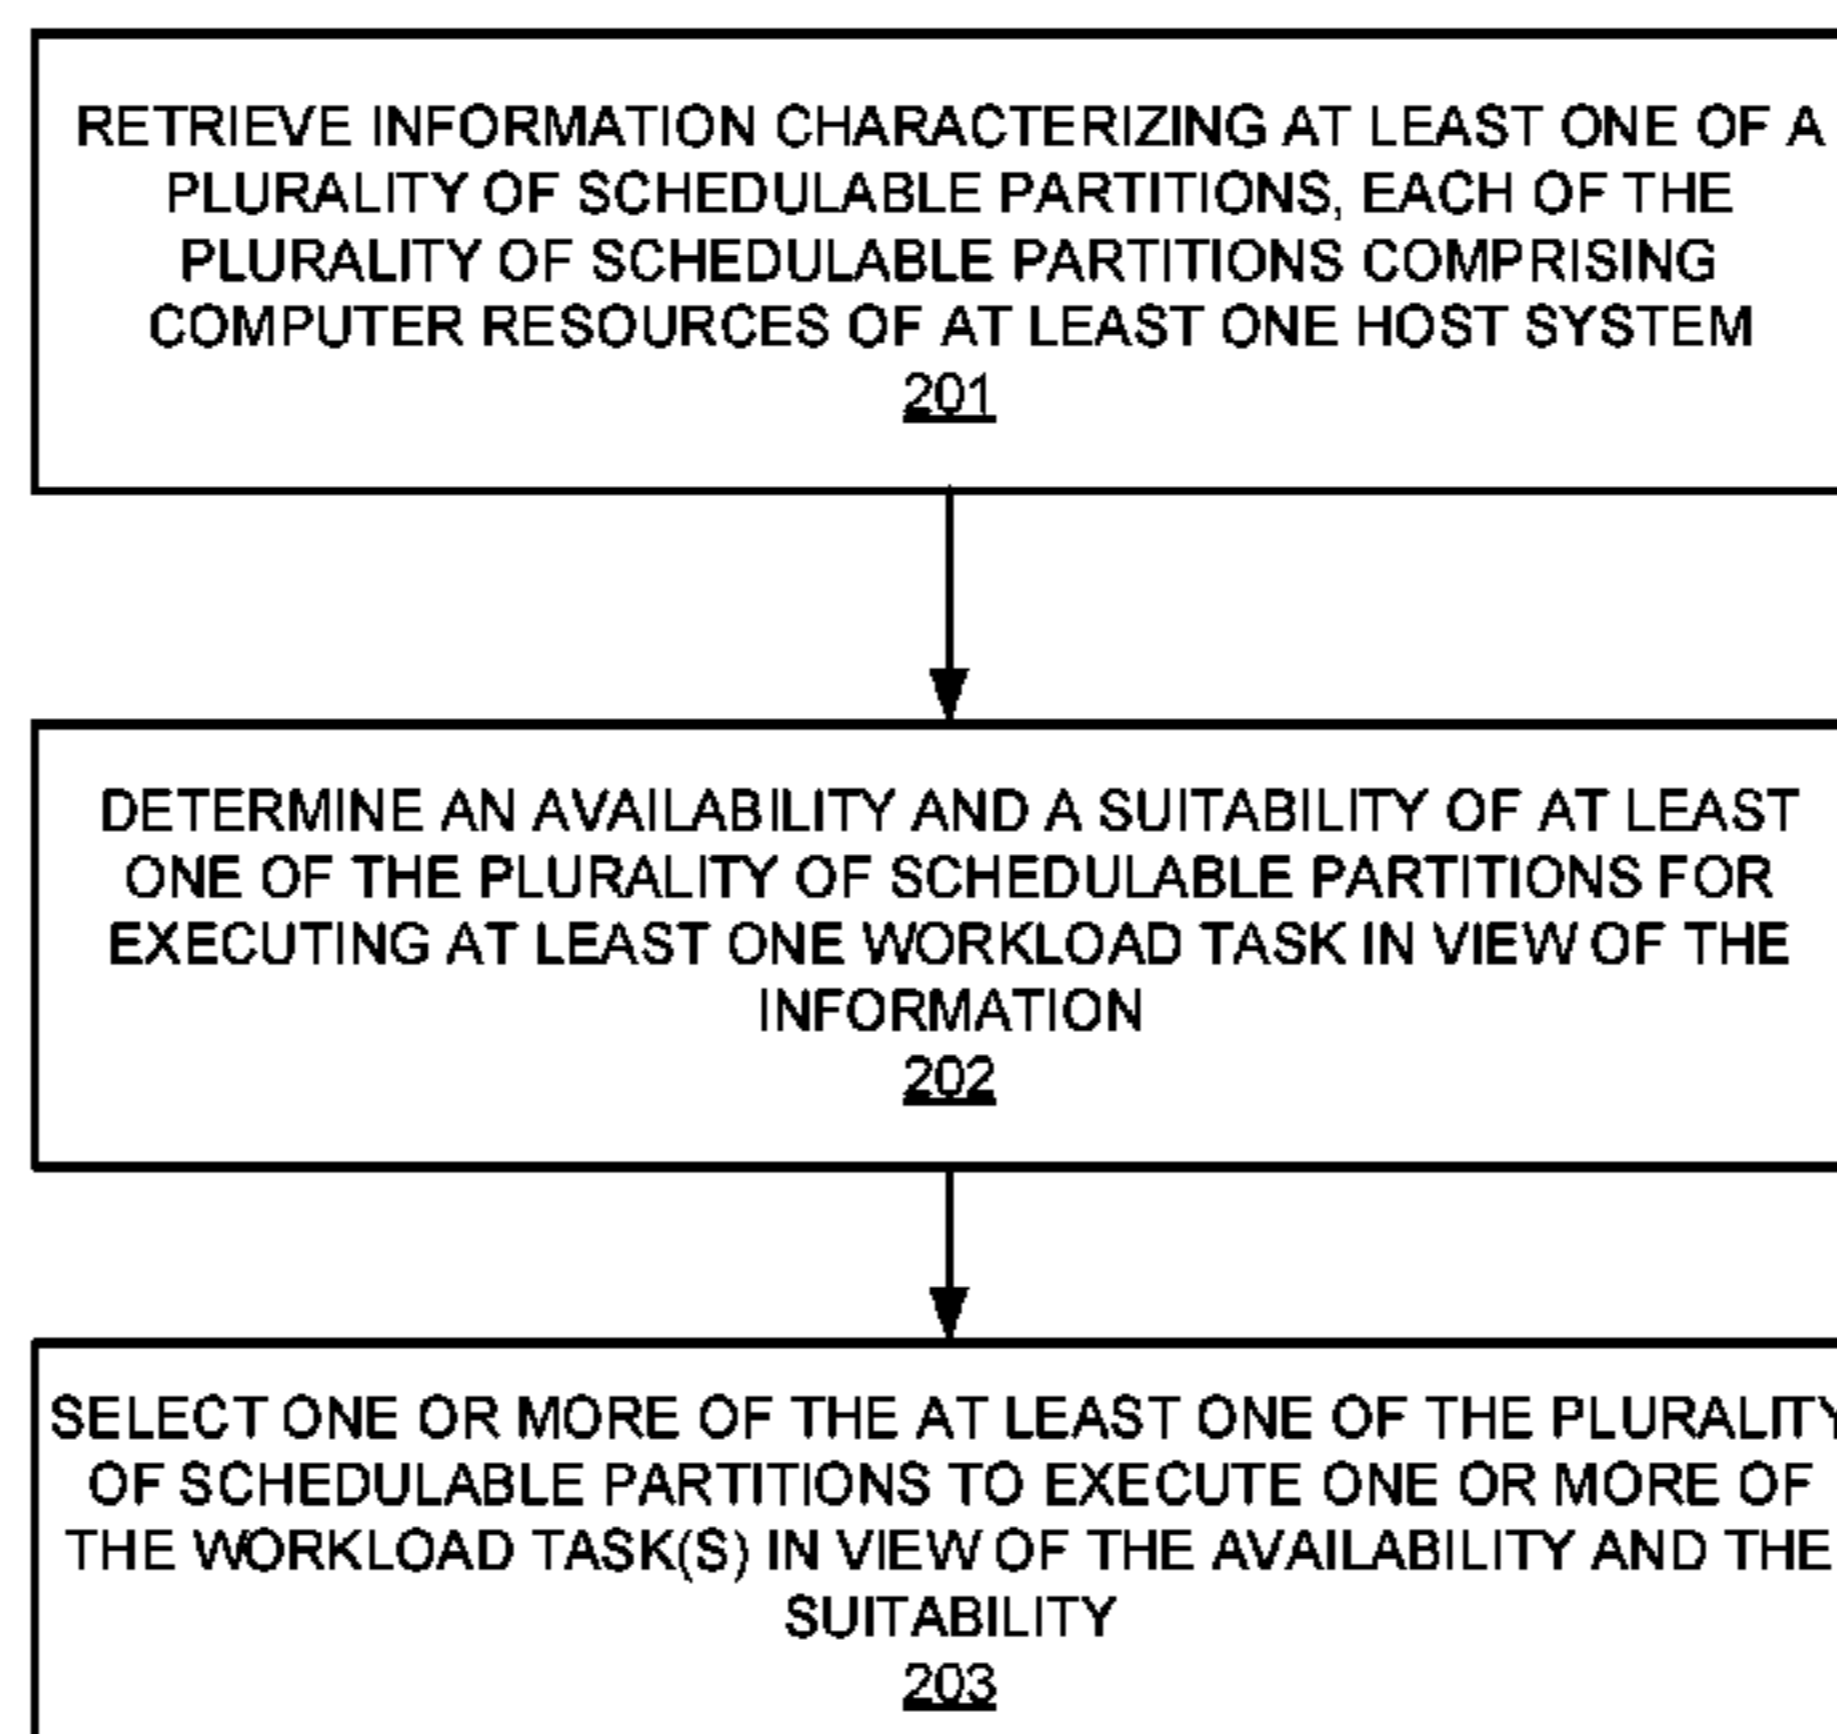 RETRIEVE INFORMATION CHARACTERIZING AT LEAST ONE OF A
PLURALITY OF SCHEDULABLE PARTITIONS, EACH OF THE
PLURALITY OF SCHEDULABLE PARTITIONS COMPRISING
COMPUTER RESOURCES OF AT LEAST ONE HOST SYSTEM
201
DETERMINE AN AVAILABILITY AND A SUITABILITY OF AT LEAST
ONE OF THE PLURALITY OF SCHEDULABLE PARTITIONS FOR
EXECUTING AT LEAST ONE WORKLOAD TASK IN VIEW OF THE
INFORMATION
202
SELECT ONE OR MORE OF THE AT LEAST ONE OF THE PLURALITY
OF SCHEDULABLE PARTITIONS TO EXECUTE ONE OR MORE OF
THE WORKLOAD TASK(S) IN VIEW OF THE AVAILABILITY AND THE
SUITABILITY
203